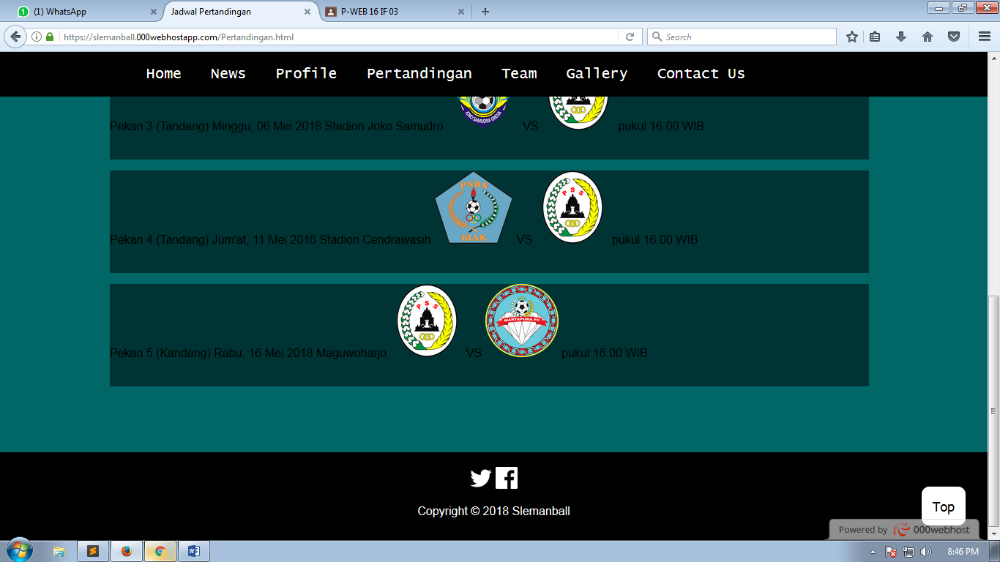 (1) WhatsApp
Jadwal Pertandingan
P-WEB 16 IF 03
https://slemanball.000webhostapp.com/Pertandingan.html
Search
Home News Profile Pertandingan Team Gallery Contact Us
Pekan 3 (Tandang) Minggu, 06 Mei 2018 Stadion Joko Samudro VS pukul 16.00 WIB
JOKO SAMUDRA GRESIK
Pekan 4 (Tandang) Jum'at, 11 Mei 2018 Stadion Cendrawasih VS pukul 16.00 WIB
PSBS
BIAK
PSS
Pekan 5 (Kandang) Rabu, 16 Mei 2018 Maguwoharjo VS pukul 16.00 WIB
PSS
MARTAPURA FC
Copyright © 2018 Slemanball
Top
Powered by 000webhost
8:46 PM